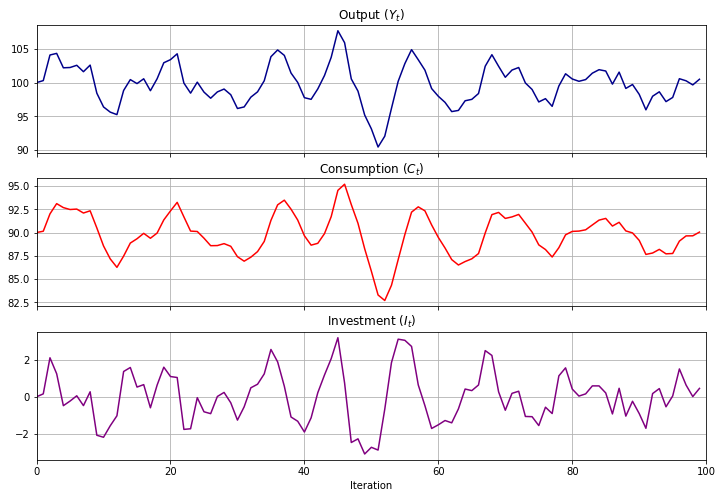 Output (Y_t)
105
100
95
90
Consumption (C_t)
95.0
92.5
90.0
87.5
85.0
82.5
Investment (I_t)
2
0
−2
0 20 40 60 80 100
Iteration